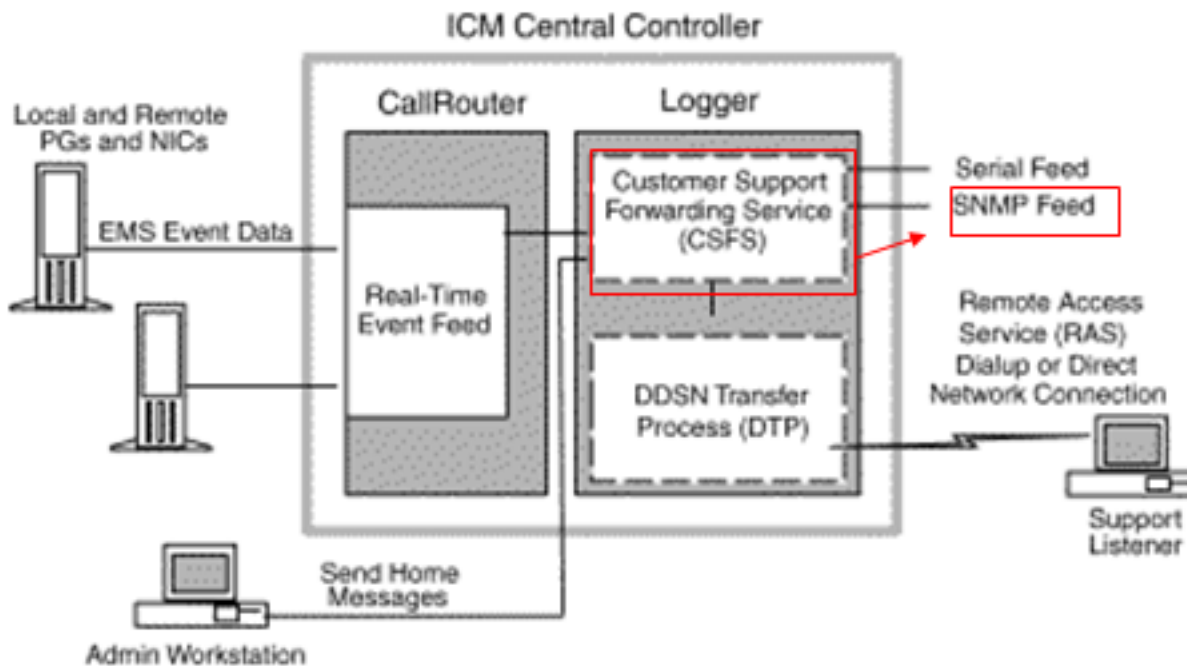 ICM Central Controller
CallRouter
Logger
Local and Remote
PGs and NICs
EMS Event Data
Real-Time
Event Feed
Customer Support
Forwarding Service
(CSFS)
Serial Feed
SNMP Feed
DDSN Transfer
Process (DTP)
Remote Access
Service (RAS)
Dialup or Direct
Network Connection
Support
Listener
Send Home
Messages
Admin Workstation